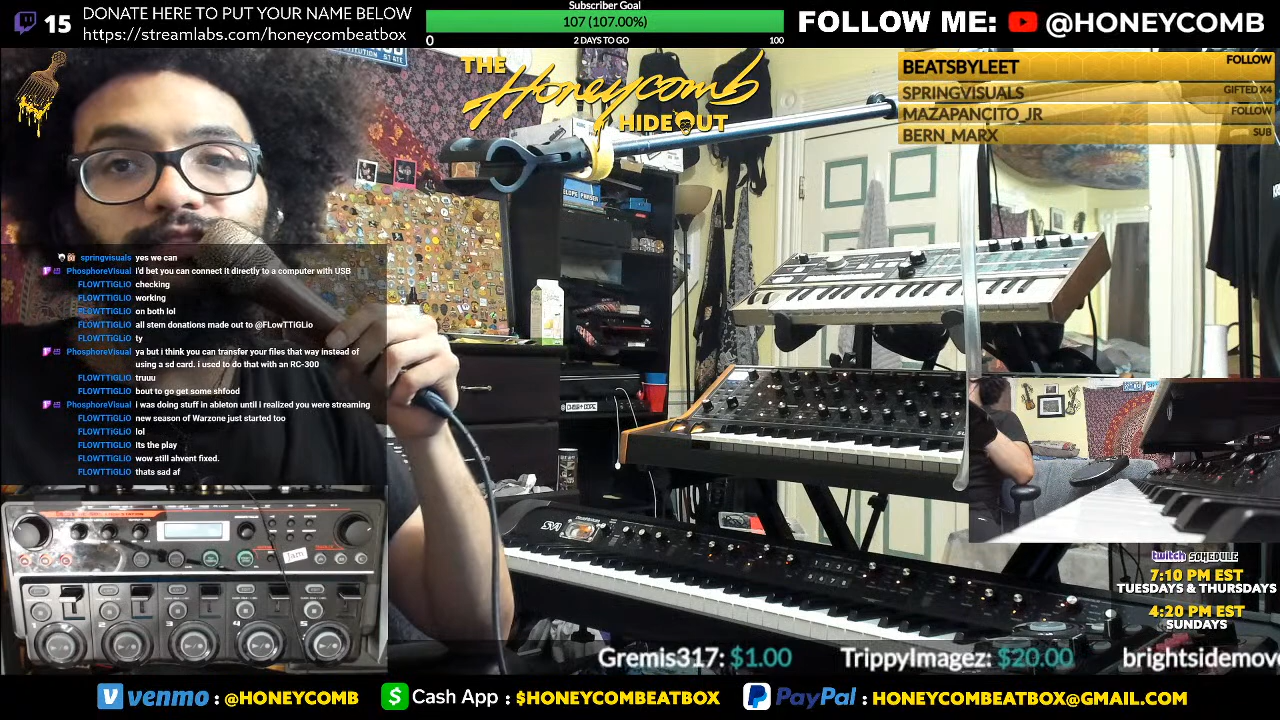 15
DONATE HERE TO PUT YOUR NAME BELOW
https://streamlabs.com/honeycombeatbox
Subscriber Goal
107 (107.00%)
0
2 DAYS TO GO
100
FOLLOW ME: @HONEYCOMB
THE
Honeycomb
HIDEOUT
BEATSBYLEET FOLLOW
SPRINGVISUALS GIFTED X4
MAZAPANCITO_JR FOLLOW
BERN_MARX SUB
springvisuals yes we can
PhosphoreVisual I'd bet you can connect it directly to a computer with USB
FLOWTTiGLiO checking
FLOWTTiGLiO working
FLOWTTiGLiO on both lol
FLOWTTiGLiO all stem donations made out to @FLowTTiGLio
FLOWTTiGLiO ty
PhosphoreVisual ya but i think you can transfer your files that way instead of
using a sd card. i used to do that with an RC-300
FLOWTTiGLiO truuu
FLOWTTiGLiO bout to go get some shfood
PhosphoreVisual i was doing stuff in ableton until i realized you were streaming
FLOWTTiGLiO new season of Warzone just started too
FLOWTTiGLiO lol
FLOWTTiGLiO Its the play
FLOWTTiGLiO wow still ahvent fixed.
FLOWTTiGLiO thats sad af
Jam
1 2 3 4 5
SV1
twitch SCHEDULE
7:10 PM EST
TUESDAYS & THURSDAYS
4:20 PM EST
SUNDAYS
Gremis317: $1.00 TrippyImagez: $20.00 brightsidemove
venmo : @HONEYCOMB
Cash App : $HONEYCOMBEATBOX
PayPal : HONEYCOMBEATBOX@GMAIL.COM